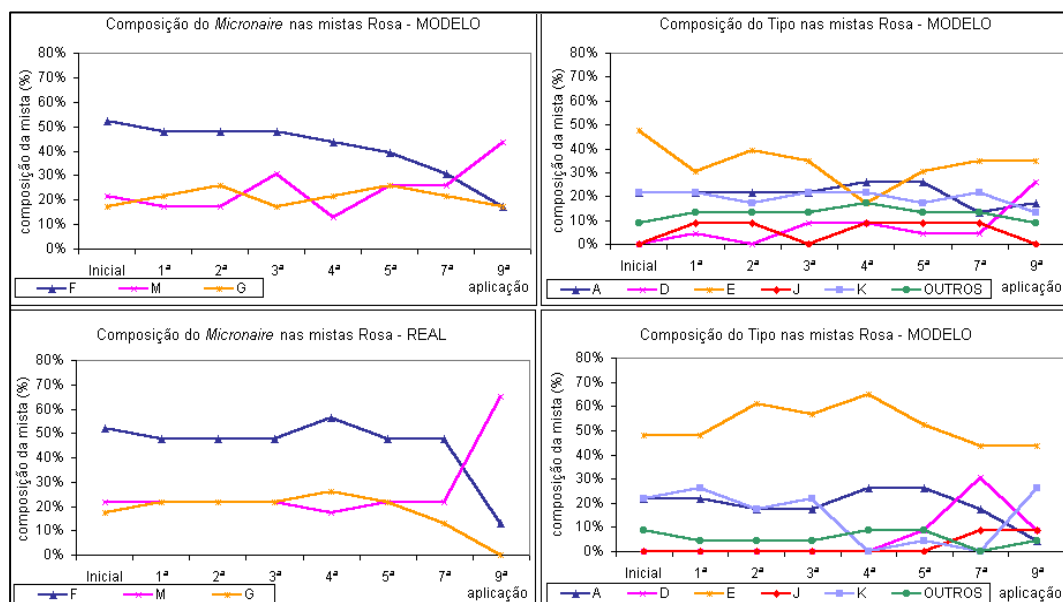 Composição do Micronaire nas mistas Rosa - MODELO
composição da mista (%)
80%
70%
60%
50%
40%
30%
20%
10%
0%
Inicial 1ª 2ª 3ª 4ª 5ª 7ª 9ª
aplicação
F M G
Composição do Tipo nas mistas Rosa - MODELO
composição da mista (%)
80%
70%
60%
50%
40%
30%
20%
10%
0%
Inicial 1ª 2ª 3ª 4ª 5ª 7ª 9ª
A D E J K OUTROS aplicação
Composição do Micronaire nas mistas Rosa - REAL
composição da mista (%)
80%
70%
60%
50%
40%
30%
20%
10%
0%
Inicial 1ª 2ª 3ª 4ª 5ª 7ª 9ª
aplicação
F M G
Composição do Tipo nas mistas Rosa - MODELO
composição da mista (%)
80%
70%
60%
50%
40%
30%
20%
10%
0%
Inicial 1ª 2ª 3ª 4ª 5ª 7ª 9ª
A D E J K OUTROS aplicação